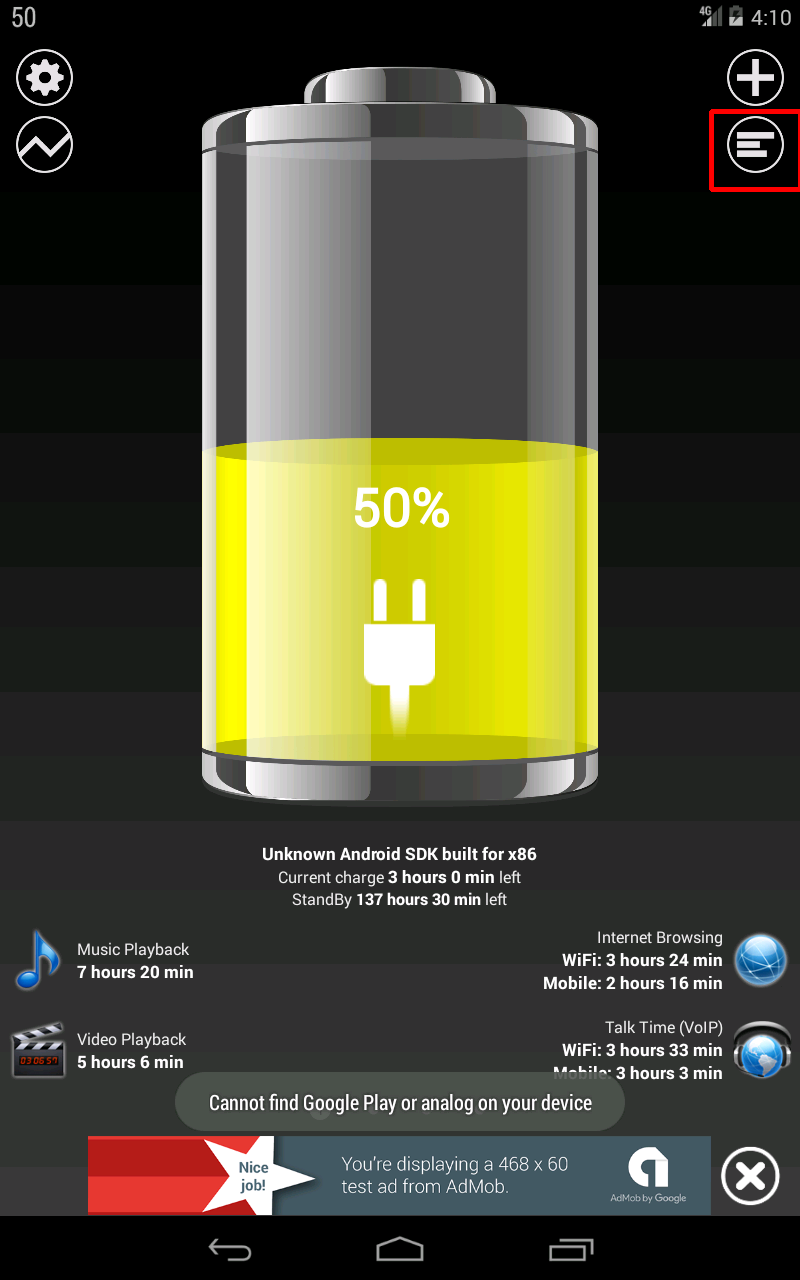 50
4G
4:10
50%
Unknown Android SDK built for x86
Current charge 3 hours 0 min left
StandBy 137 hours 30 min left
Music Playback
7 hours 20 min
Internet Browsing
WiFi: 3 hours 24 min
Mobile: 2 hours 16 min
Video Playback
5 hours 6 min
03:06:57
Talk Time (VoIP)
WiFi: 3 hours 33 min
Mobile: 3 hours 3 min
Cannot find Google Play or analog on your device
Nice
job!
You're displaying a 468 x 60
test ad from AdMob.
AdMob by Google